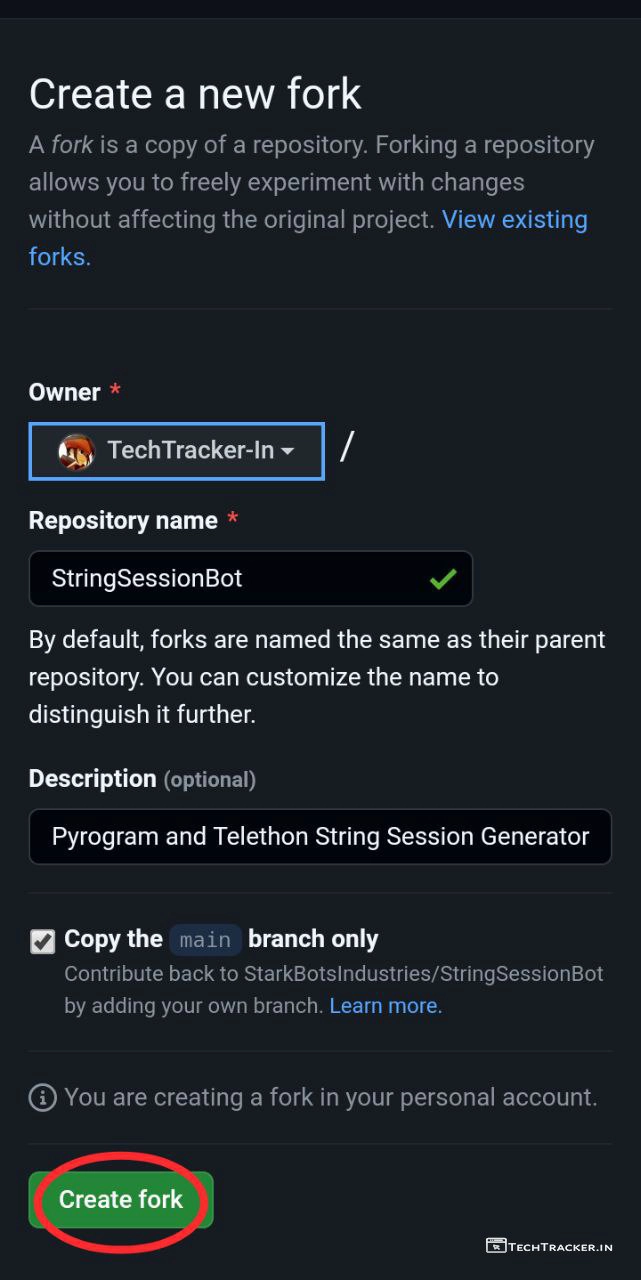 Create a new fork
A fork is a copy of a repository. Forking a repository
allows you to freely experiment with changes
without affecting the original project. View existing
forks.
Owner *
TechTracker-In /
Repository name *
StringSessionBot
By default, forks are named the same as their parent
repository. You can customize the name to
distinguish it further.
Description (optional)
Pyrogram and Telethon String Session Generator
Copy the main branch only
Contribute back to StarkBotsIndustries/StringSessionBot
by adding your own branch. Learn more.
You are creating a fork in your personal account.
Create fork
TechTracker.in